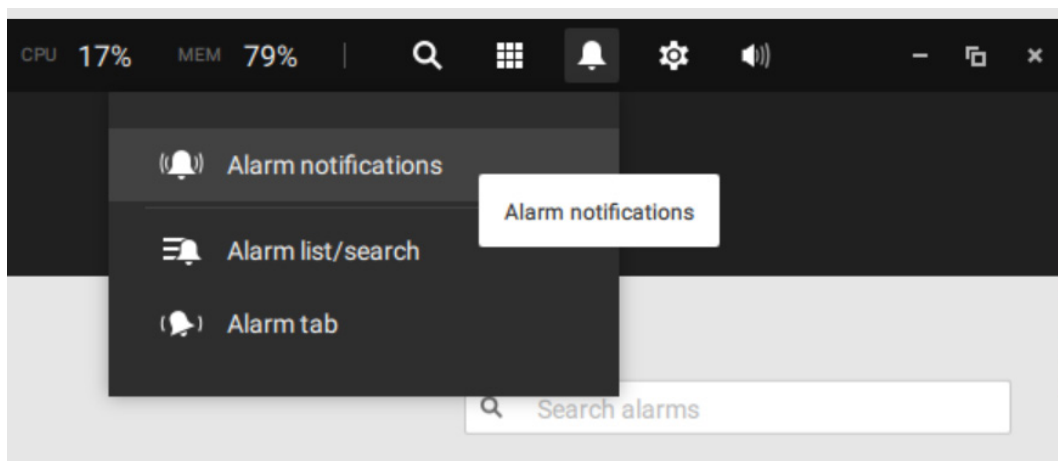 CPU 17% MEM 79%
Alarm notifications
Alarm notifications
Alarm list/search
Alarm tab
Search alarms